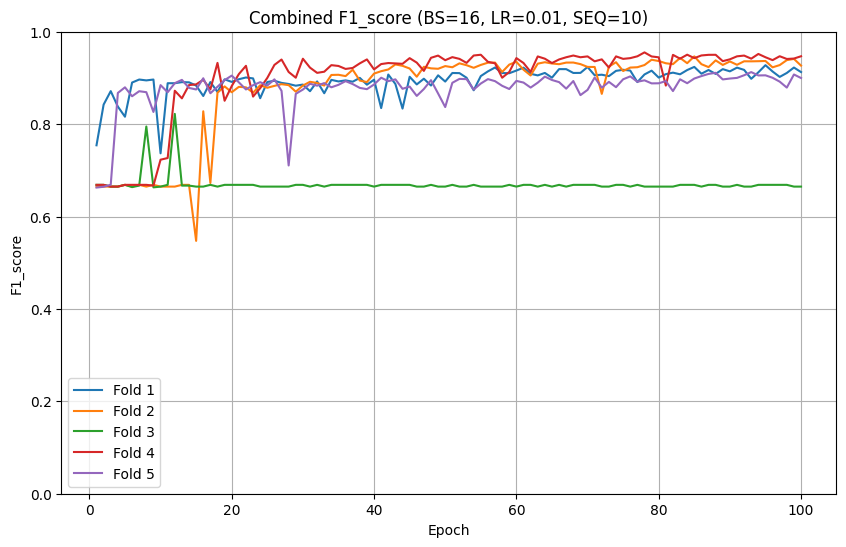 Combined F1_score (BS=16, LR=0.01, SEQ=10)
1.0
0.8
0.6
0.4
0.2
0.0
F1_score
Fold 1
Fold 2
Fold 3
Fold 4
Fold 5
0 20 40 60 80 100
Epoch